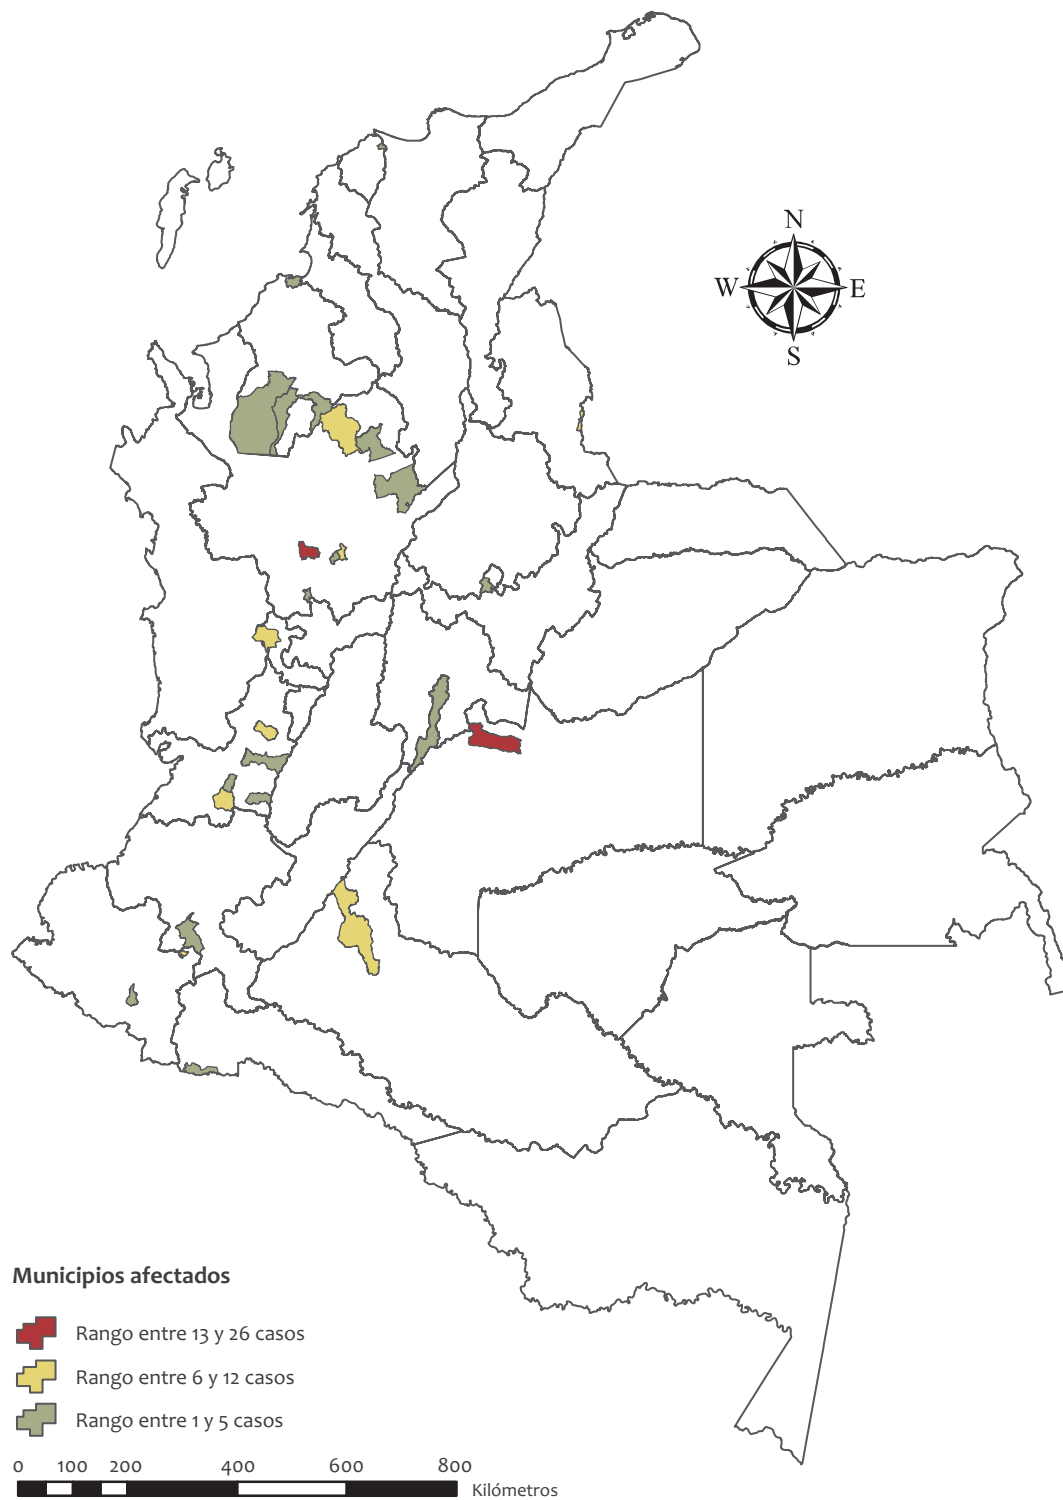 N
W E
S
Municipios afectados
Rango entre 13 y 26 casos
Rango entre 6 y 12 casos
Rango entre 1 y 5 casos
0 100 200 400 600 800
Kilómetros